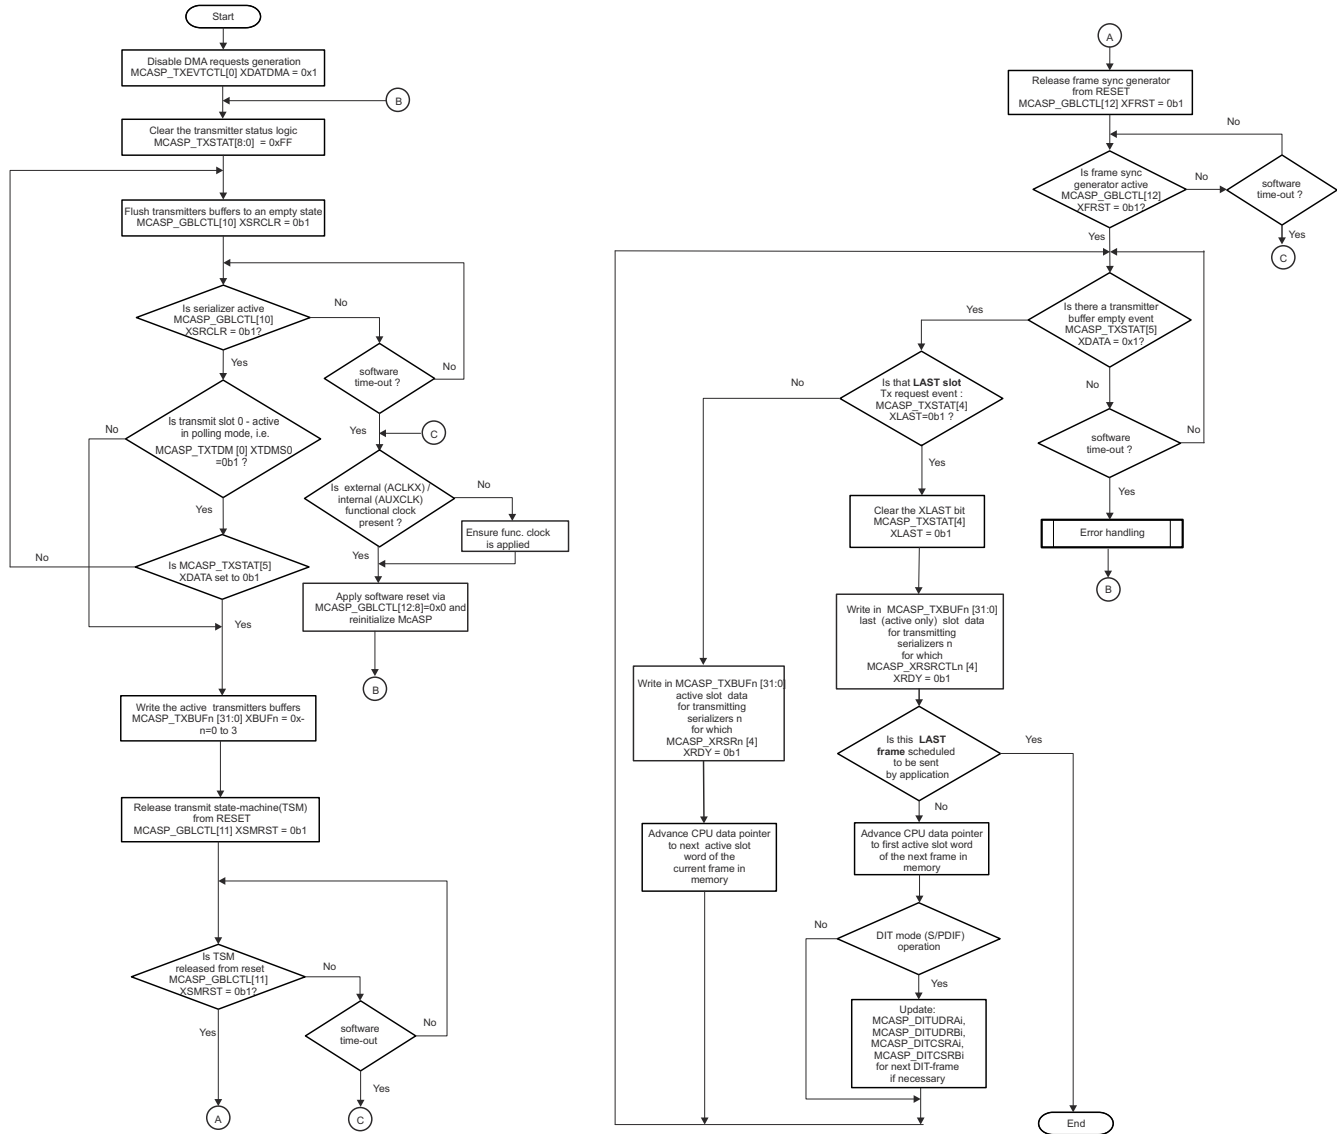 Start
Disable DMA requests generation
MCASP_TXEVTCTL[0] XDATDMA = 0x1
B
Clear the transmitter status logic
MCASP_TXSTAT[8:0] = 0xFF
Flush transmitters buffers to an empty state
MCASP_GBLCTL[10] XSRCLR = 0b1
Is serializer active
MCASP_GBLCTL[10]
XSRCLR = 0b1?
No
Yes
software
time-out ?
No
Yes
C
Is transmit slot 0 - active
in polling mode, i.e.
MCASP_TXTDM [0] XTDMS0
=0b1 ?
No
Yes
Is external (ACLKX) /
internal (AUXCLK)
functional clock
present ?
No
Yes
Ensure func. clock
is applied
Is MCASP_TXSTAT[5]
XDATA set to 0b1
No
Yes
Apply software reset via
MCASP_GBLCTL[12:8]=0x0 and
reinitialize McASP
B
Write the active transmitters buffers
MCASP_TXBUFn [31:0] XBUFn = 0x-
n=0 to 3
Release transmit state-machine(TSM)
from RESET
MCASP_GBLCTL[11] XSMRST = 0b1
Is TSM
released from reset
MCASP_GBLCTL[11]
XSMRST = 0b1?
No
Yes
software
time-out
No
Yes
A
C
A
Release frame sync generator
from RESET
MCASP_GBLCTL[12] XFRST = 0b1
No
Is frame sync
generator active
MCASP_GBLCTL[12]
XFRST = 0b1?
No
Yes
software
time-out ?
Yes
C
Is there a transmitter
buffer empty event
MCASP_TXSTAT[5]
XDATA = 0x1?
Yes
No
Is that LAST slot
Tx request event :
MCASP_TXSTAT[4]
XLAST=0b1 ?
No
Yes
software
time-out ?
No
Yes
Clear the XLAST bit
MCASP_TXSTAT[4]
XLAST = 0b1
Error handling
B
Write in MCASP_TXBUFn [31:0]
last (active only) slot data
for transmitting
serializers n
for which
MCASP_XRSRCTLn [4]
XRDY = 0b1
Write in MCASP_TXBUFn [31:0]
active slot data
for transmitting
serializers n
for which
MCASP_XRSRn [4]
XRDY = 0b1
Is this LAST
frame scheduled
to be sent
by application
Yes
No
Advance CPU data pointer
to next active slot
word of the
current frame in
memory
Advance CPU data pointer
to first active slot word
of the next frame in
memory
DIT mode (S/PDIF)
operation
No
Yes
Update:
MCASP_DITUDRAi,
MCASP_DITUDRBi,
MCASP_DITCSRAi,
MCASP_DITCSRBi
for next DIT-frame
if necessary
End